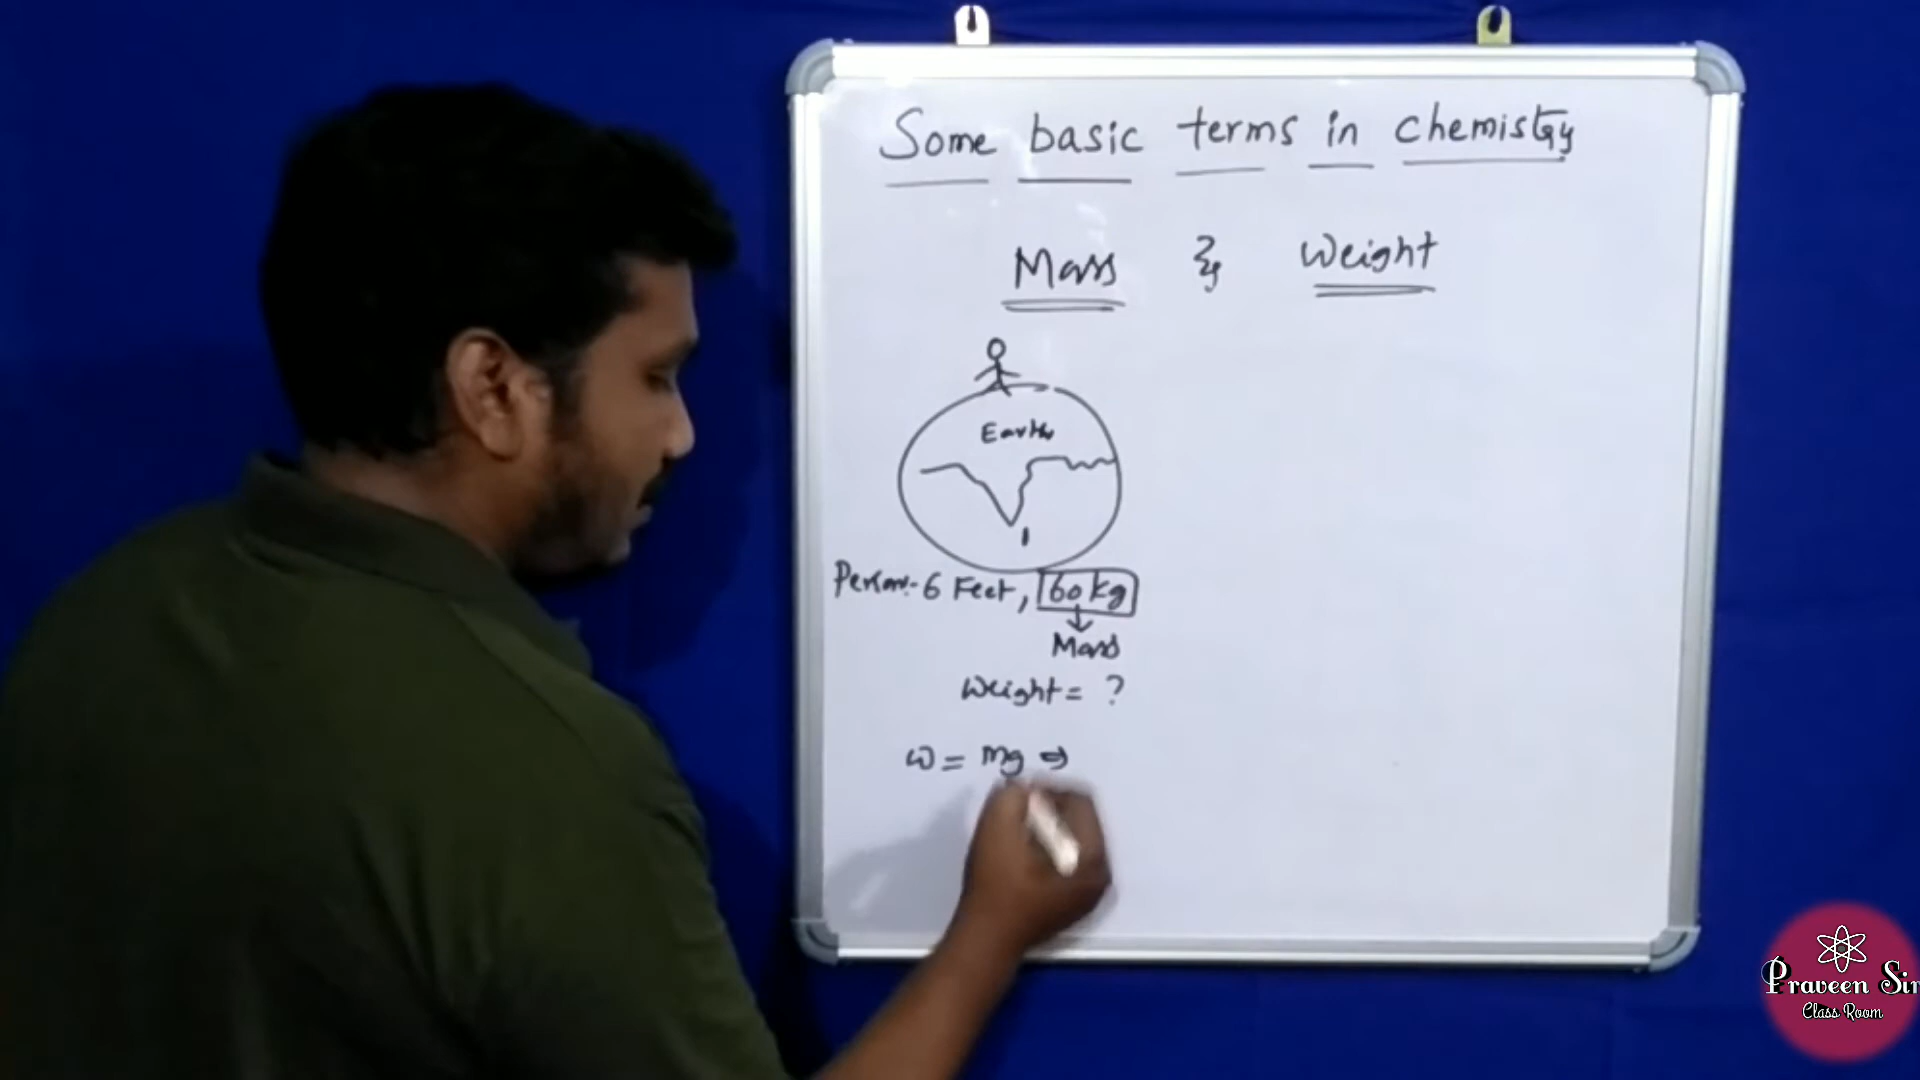 Some basic terms in chemistry
Mass & Weight
Earth
Person:- 6 Feet, 60 kg
Mass
Weight = ?
W = mg ⇒
Praveen Sir
Class Room